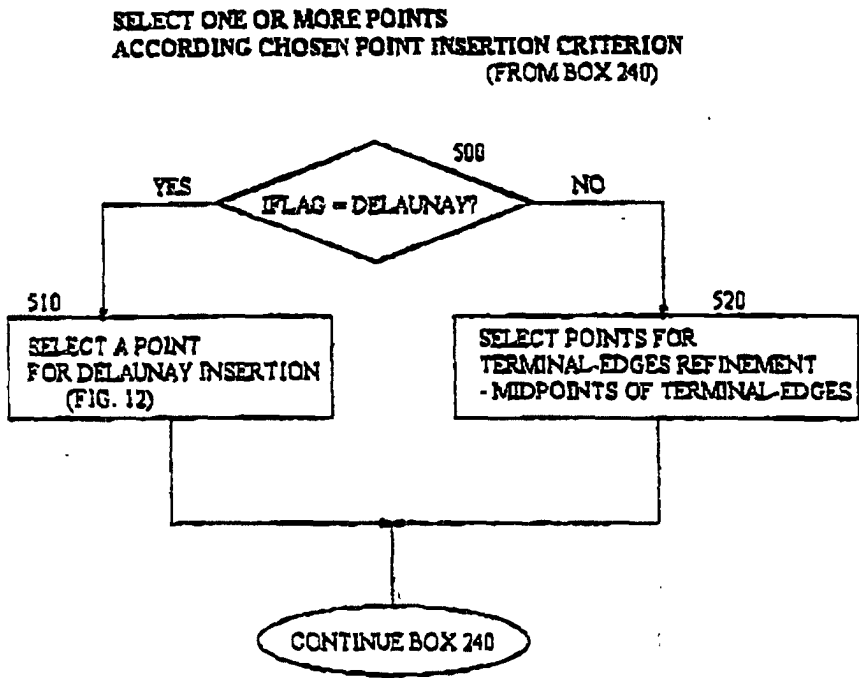 SELECT ONE OR MORE POINTS
ACCORDING CHOSEN POINT INSERTION CRITERION
(FROM BOX 240)
500
YES
IFLAG = DELAUNAY?
NO
510
SELECT A POINT
FOR DELAUNAY INSERTION
(FIG. 12)
520
SELECT POINTS FOR
TERMINAL-EDGES REFINEMENT
- MIDPOINTS OF TERMINAL-EDGES
CONTINUE BOX 240